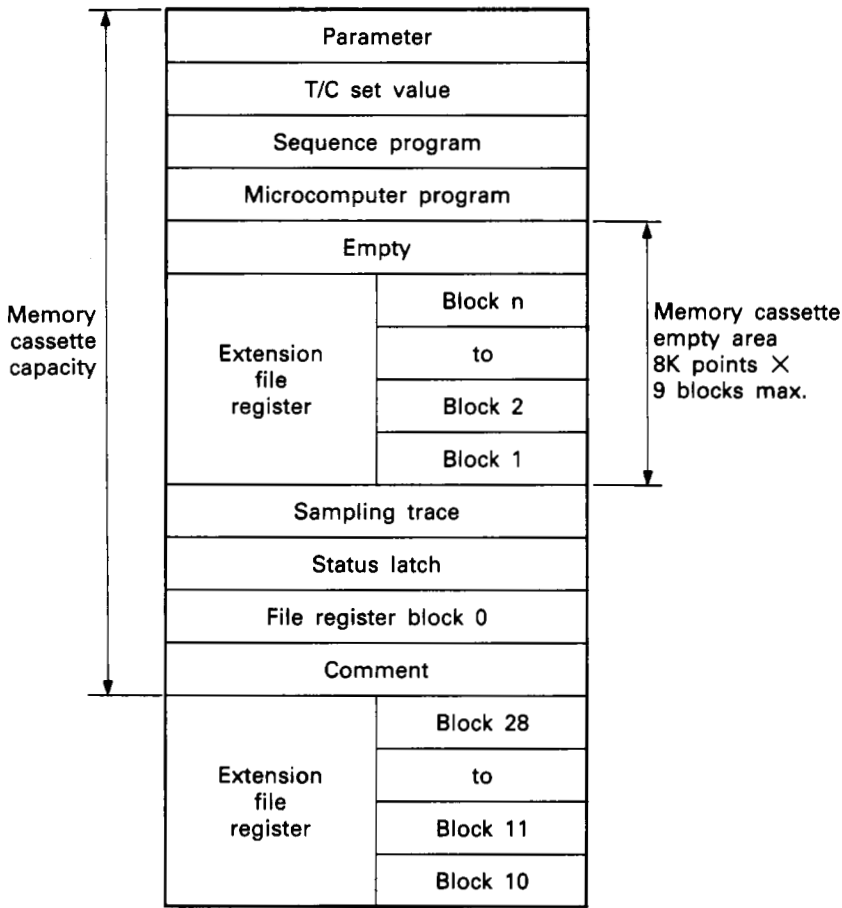 Parameter
T/C set value
Sequence program
Microcomputer program
Empty
Memory
cassette
capacity
Extension
file
register
Block n
to
Block 2
Block 1
Memory cassette
empty area
8K points ×
9 blocks max.
Sampling trace
Status latch
File register block 0
Comment
Extension
file
register
Block 28
to
Block 11
Block 10